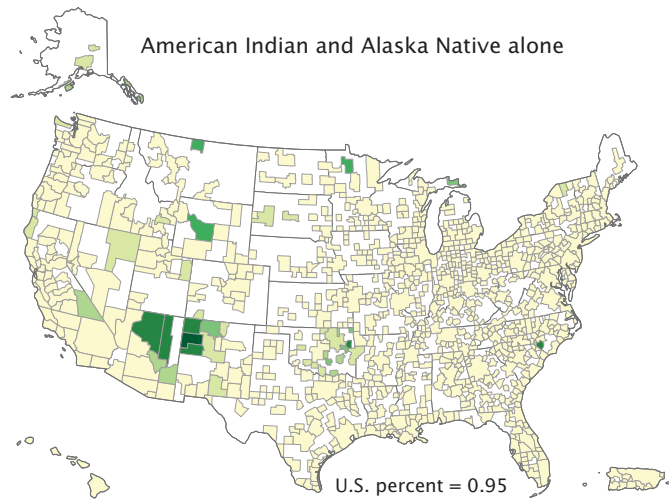 American Indian and Alaska Native alone
U.S. percent = 0.95